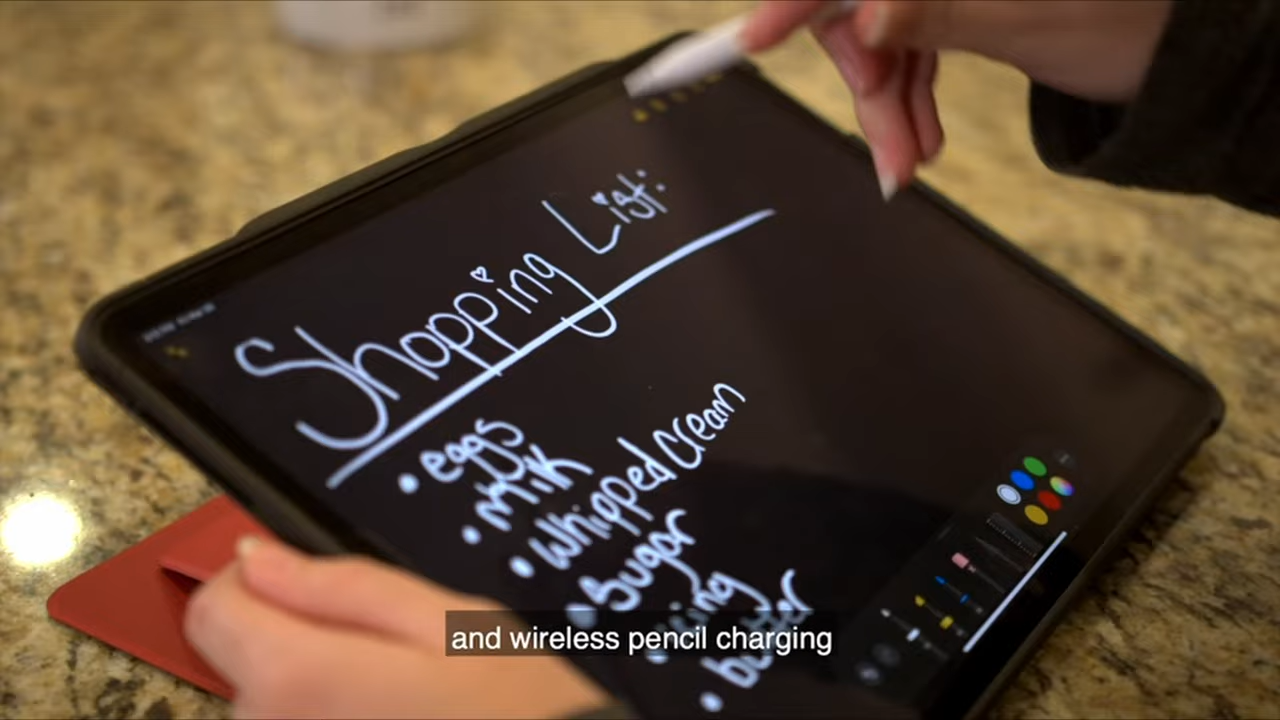 Shopping List:
• eggs
• Milk
• Whipped Cream
• Sugar
• butter
and wireless pencil charging